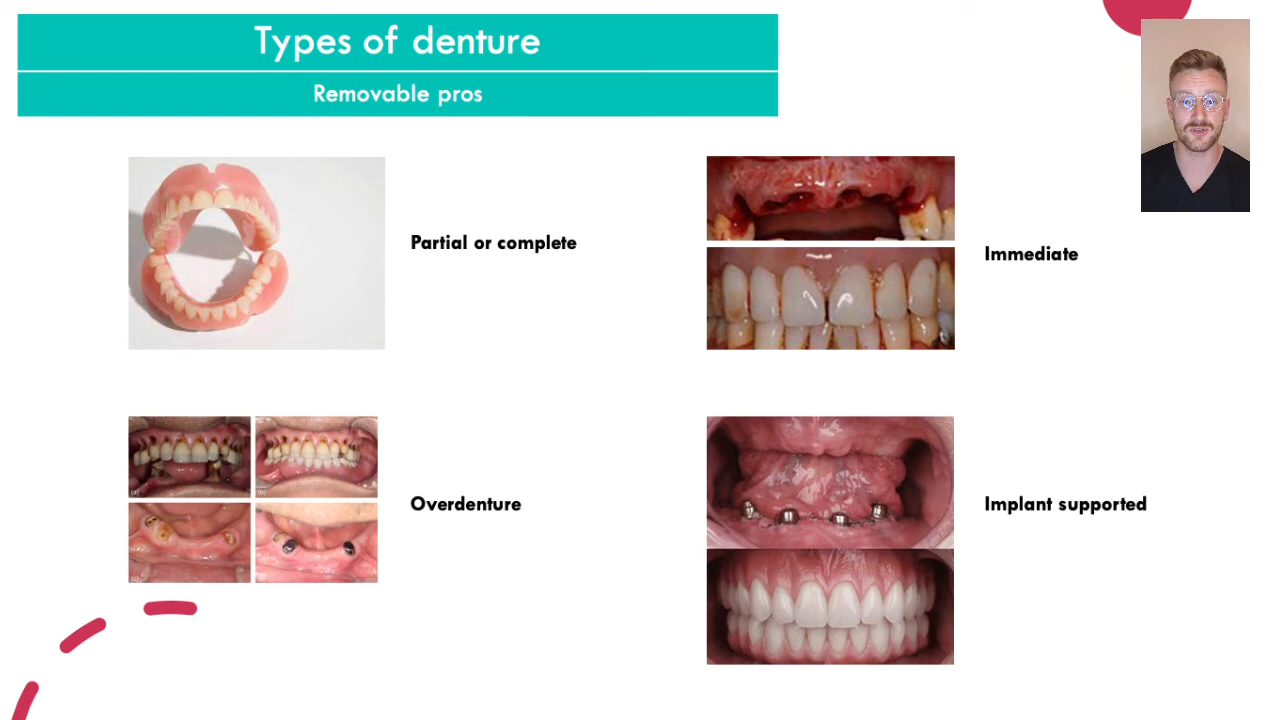 Types of denture
Removable pros
Partial or complete
Immediate
Overdenture
Implant supported